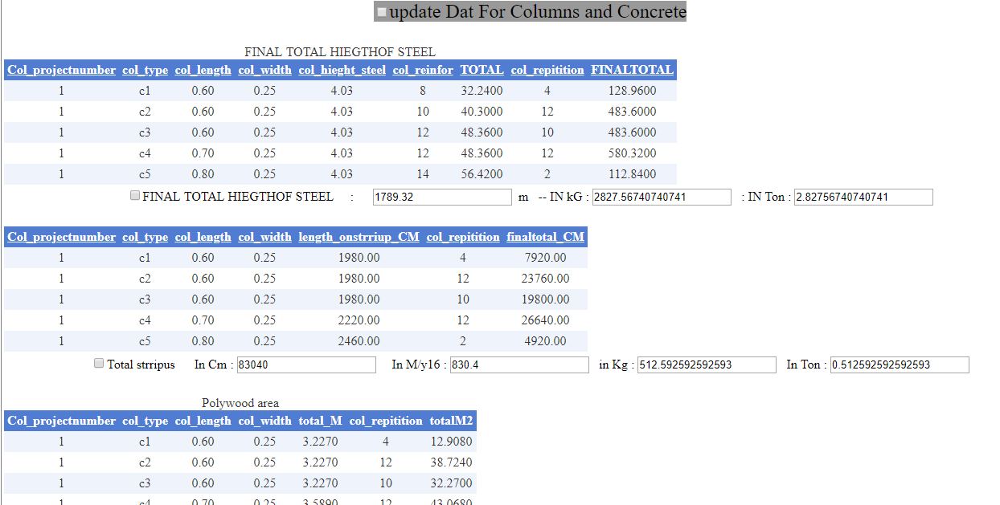 update Dat For Columns and Concrete
FINAL TOTAL HIEGTHOF STEEL
Col_projectnumber col_type col_length col_width col_hieght_steel col_reinfor TOTAL col_repitition FINALTOTAL
1 c1 0.60 0.25 4.03 8 32.2400 4 128.9600
1 c2 0.60 0.25 4.03 10 40.3000 12 483.6000
1 c3 0.60 0.25 4.03 12 48.3600 10 483.6000
1 c4 0.70 0.25 4.03 12 48.3600 12 580.3200
1 c5 0.80 0.25 4.03 14 56.4200 2 112.8400
FINAL TOTAL HIEGTHOF STEEL : 1789.32 m -- IN kG : 2827.56740740741 : IN Ton : 2.82756740740741
Col_projectnumber col_type col_length col_width length_onstrriup_CM col_repitition finaltotal_CM
1 c1 0.60 0.25 1980.00 4 7920.00
1 c2 0.60 0.25 1980.00 12 23760.00
1 c3 0.60 0.25 1980.00 10 19800.00
1 c4 0.70 0.25 2220.00 12 26640.00
1 c5 0.80 0.25 2460.00 2 4920.00
Total strripus In Cm : 83040 In M/y16 : 830.4 in Kg : 512.592592592593 In Ton : 0.512592592592593
Polywood area
Col_projectnumber col_type col_length col_width total_M col_repitition totalM2
1 c1 0.60 0.25 3.2270 4 12.9080
1 c2 0.60 0.25 3.2270 12 38.7240
1 c3 0.60 0.25 3.2270 10 32.2700
1 c4 0.70 0.25 3.5890 12 43.0680